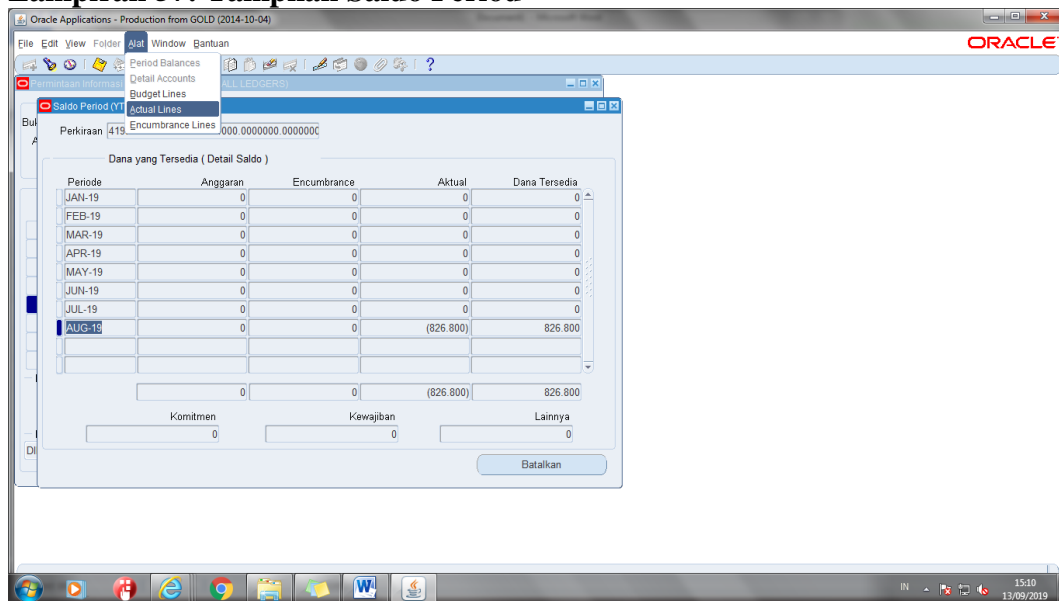 Oracle Applications - Production from GOLD (2014-10-04)
File Edit View Folder Alat Window Bantuan
ORACLE
Period Balances
Detail Accounts
Budget Lines
Actual Lines
Encumbrance Lines
Permintaan Informasi ALL LEDGERS)
Saldo Period (YT
Perkiraan 419 000.0000000.0000000
Dana yang Tersedia ( Detail Saldo )
Periode Anggaran Encumbrance Aktual Dana Tersedia
JAN-19 0 0 0 0
FEB-19 0 0 0 0
MAR-19 0 0 0 0
APR-19 0 0 0 0
MAY-19 0 0 0 0
JUN-19 0 0 0 0
JUL-19 0 0 0 0
AUG-19 0 0 (826.800) 826.800
0 0 (826.800) 826.800
Komitmen Kewajiban Lainnya
0 0 0
Batalkan
IN 15:10
13/09/2019